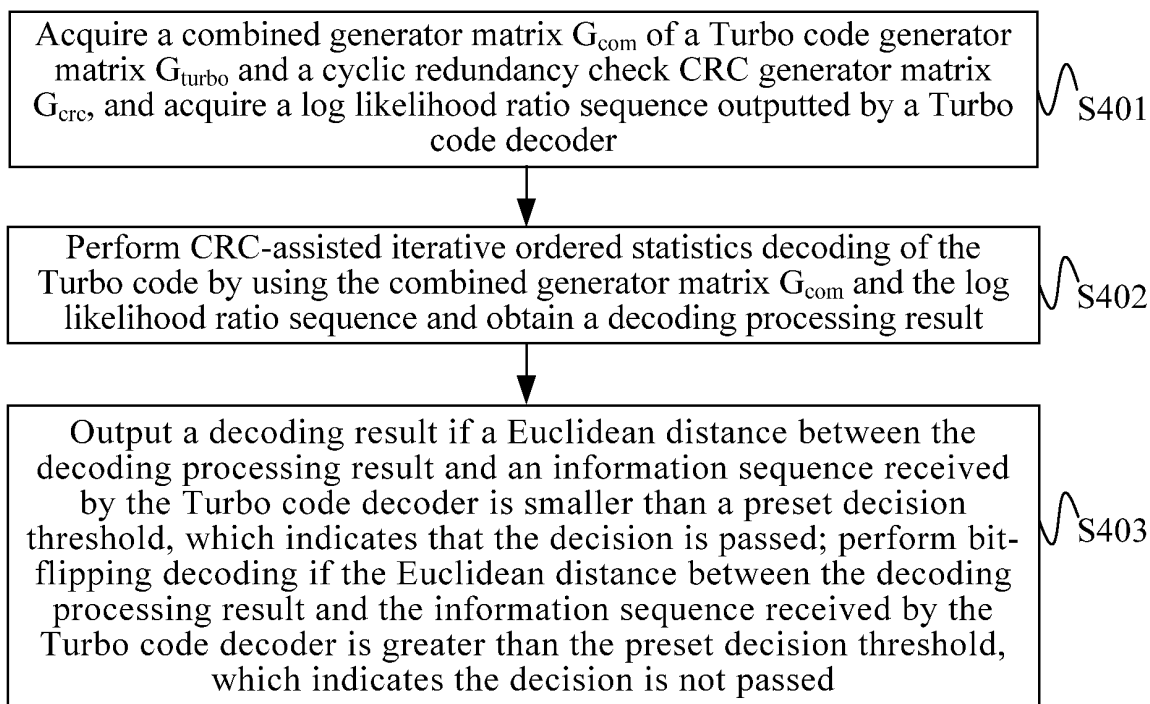 Acquire a combined generator matrix Gcom of a Turbo code generator
matrix Gturbo and a cyclic redundancy check CRC generator matrix
Gcrc, and acquire a log likelihood ratio sequence outputted by a Turbo
code decoder
S401
Perform CRC-assisted iterative ordered statistics decoding of the
Turbo code by using the combined generator matrix Gcom and the log
likelihood ratio sequence and obtain a decoding processing result
S402
Output a decoding result if a Euclidean distance between the
decoding processing result and an information sequence received
by the Turbo code decoder is smaller than a preset decision
threshold, which indicates that the decision is passed; perform bit-
flipping decoding if the Euclidean distance between the decoding
processing result and the information sequence received by the
Turbo code decoder is greater than the preset decision threshold,
which indicates the decision is not passed
S403